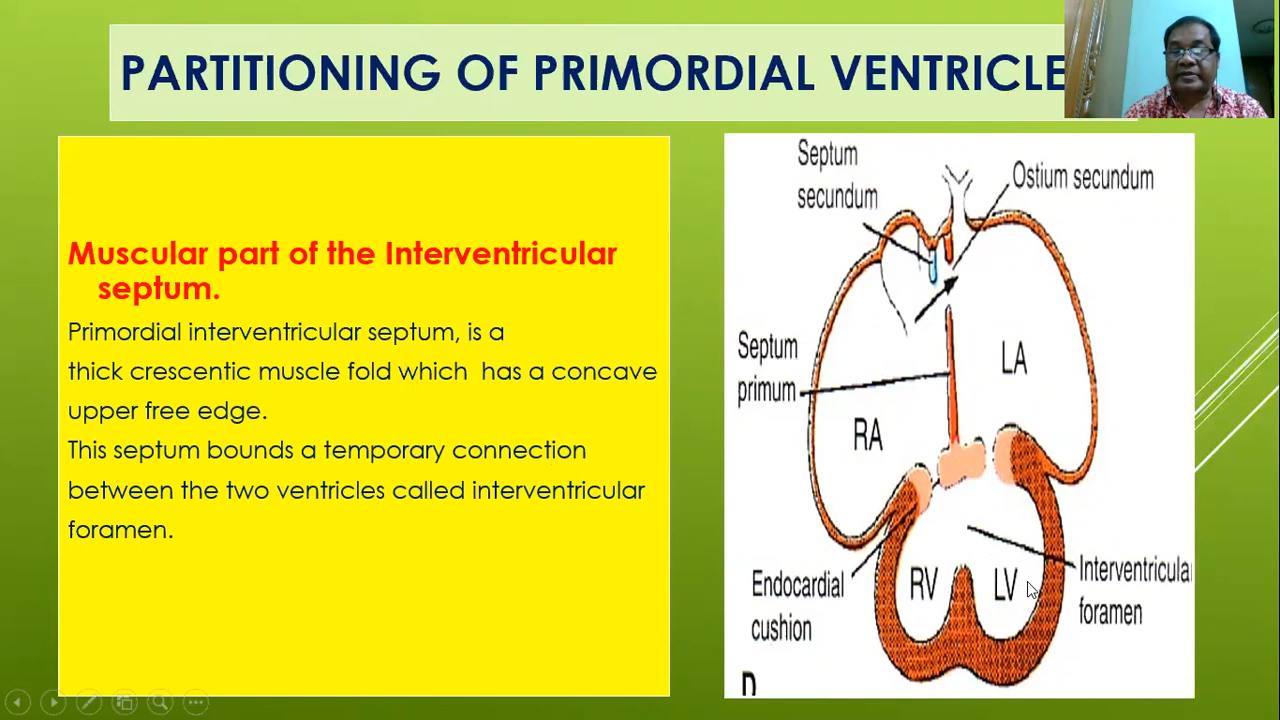 PARTITIONING OF PRIMORDIAL VENTRICLE
Muscular part of the Interventricular
septum.
Primordial interventricular septum, is a
thick crescentic muscle fold which has a concave
upper free edge.
This septum bounds a temporary connection
between the two ventricles called interventricular
foramen.
Septum
secundum
Ostium secundum
Septum
primum
LA
RA
Endocardial
cushion
RV
LV
Interventricula
foramen
D